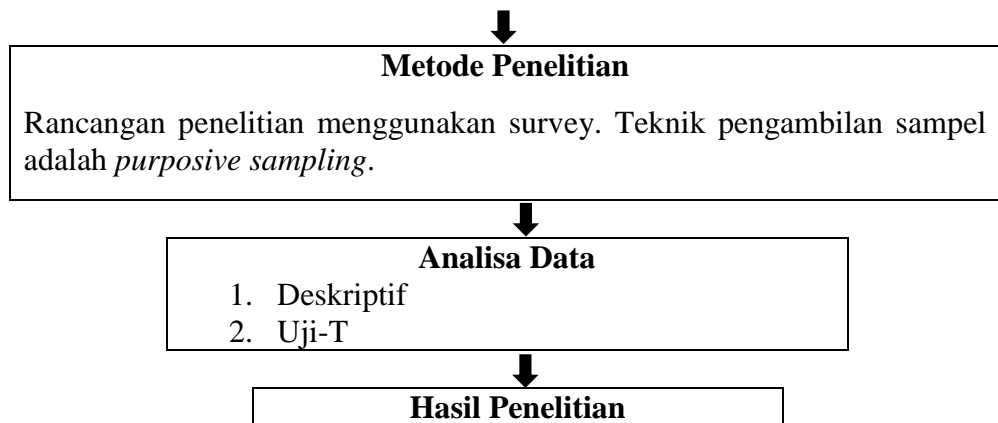 Metode Penelitian
Rancangan penelitian menggunakan survey. Teknik pengambilan sampel
adalah purposive sampling.
Analisa Data
1. Deskriptif
2. Uji-T
Hasil Penelitian